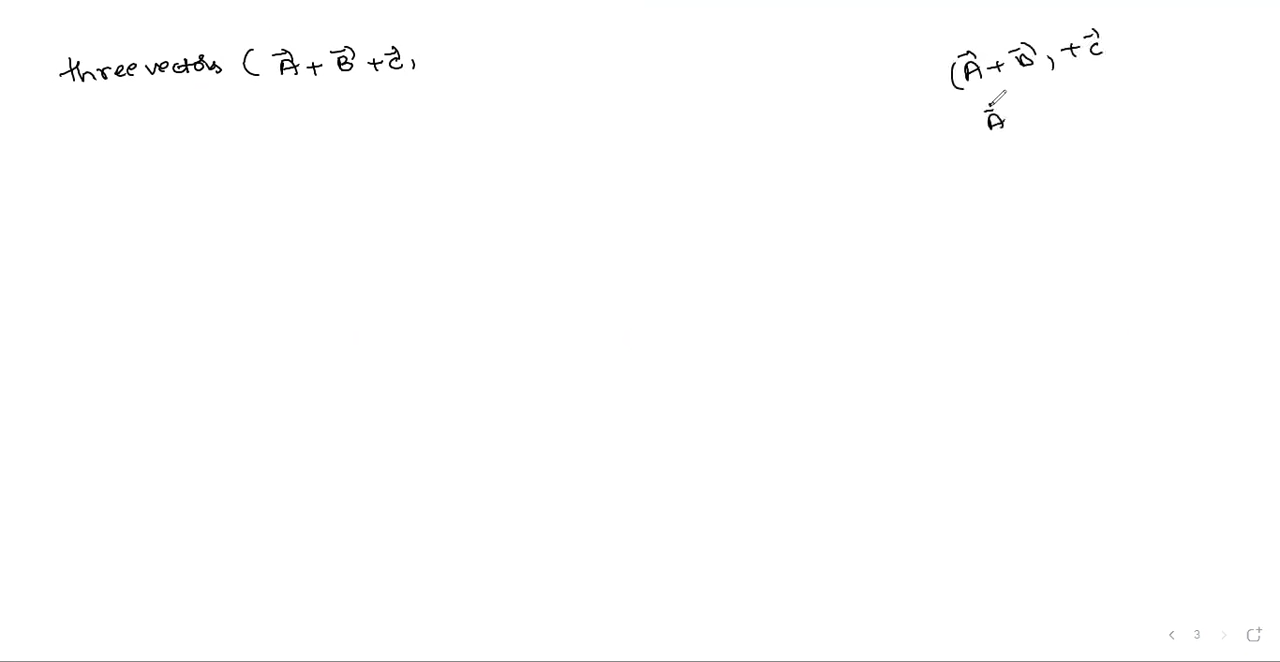 three vectors ( A⃗ + B⃗ + C⃗ ,
(A⃗ + B⃗) , + C⃗
A⃗
3